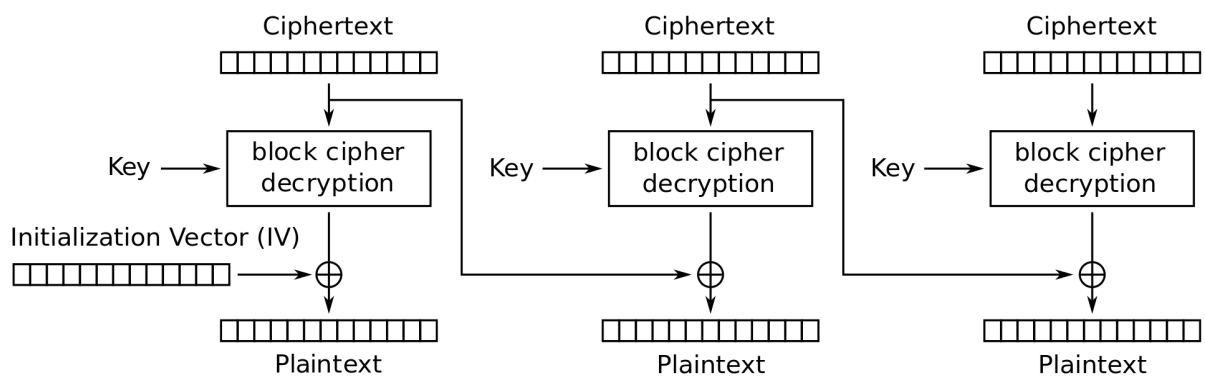 Ciphertext
Ciphertext
Ciphertext
Key
block cipher
decryption
Key
block cipher
decryption
Key
block cipher
decryption
Initialization Vector (IV)
Plaintext
Plaintext
Plaintext